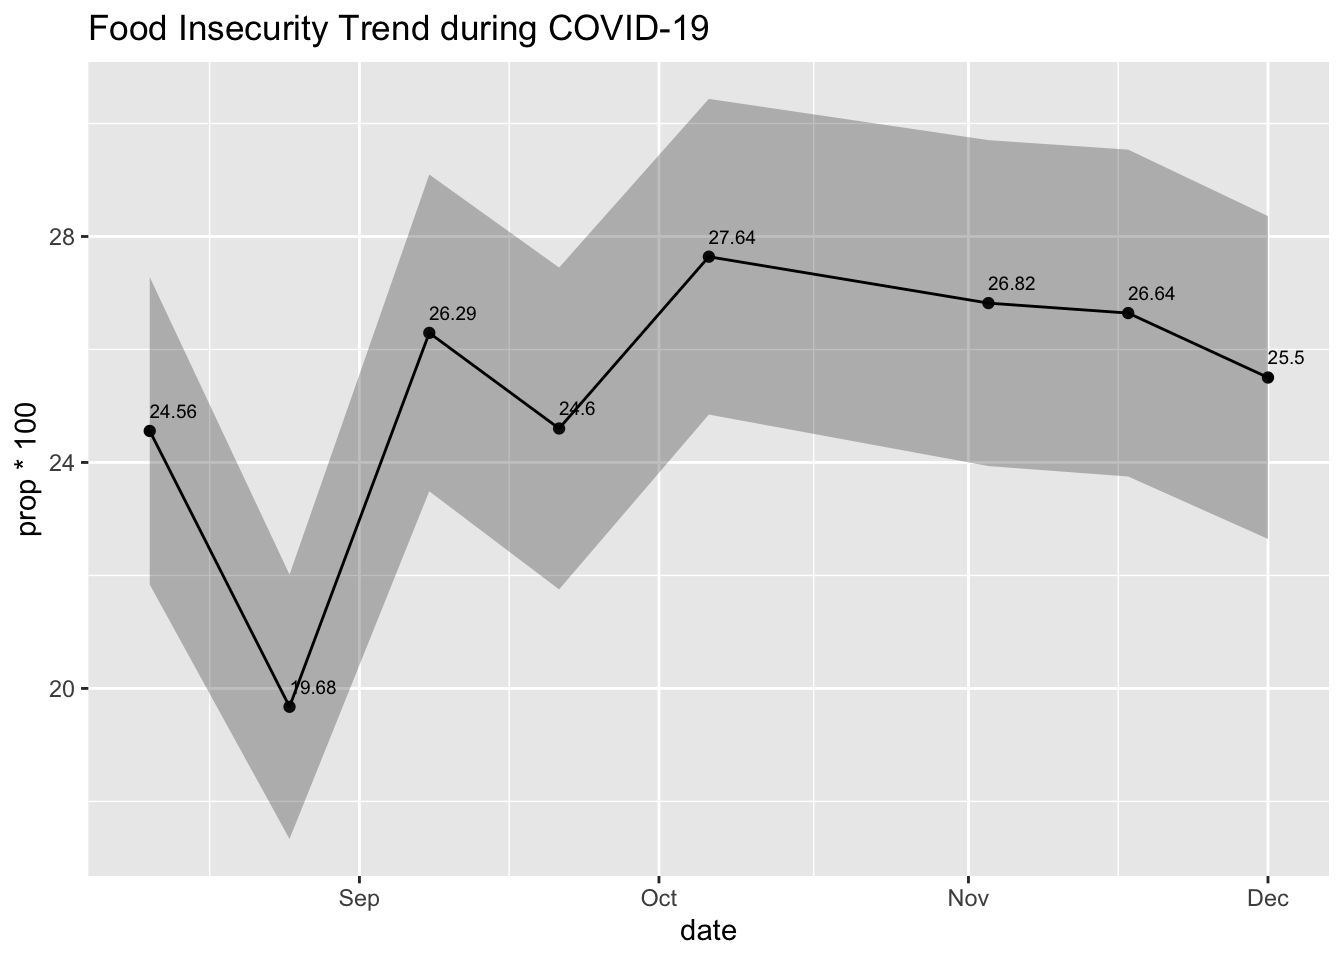 Food Insecurity Trend during COVID-19
27.64
28
26.82
26.64
26.29
25.5
24.56
24.6
24
19.68
20
prop * 100
Sep Oct Nov Dec
date